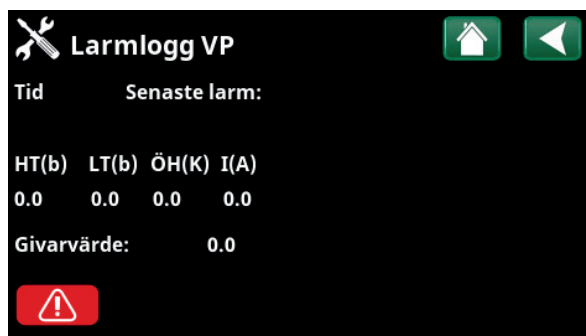 Larmlogg VP
Tid Senaste larm:
HT(b) LT(b) ÖH(K) I(A)
0.0 0.0 0.0 0.0
Givarvärde: 0.0